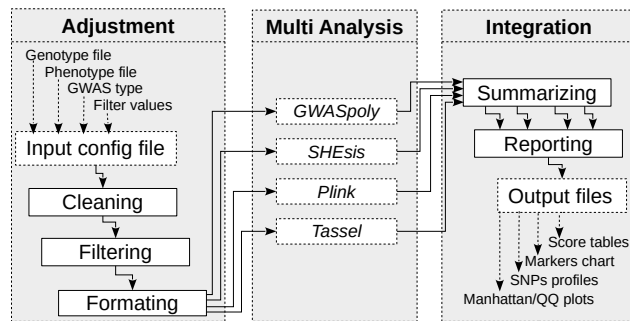 Adjustment
Genotype file
Phenotype file
GWAS type
Filter values
Input config file
Cleaning
Filtering
Formating
Multi Analysis
GWASpoly
SHEsis
Plink
Tassel
Integration
Summarizing
Reporting
Output files
Score tables
Markers chart
SNPs profiles
Manhattan/QQ plots